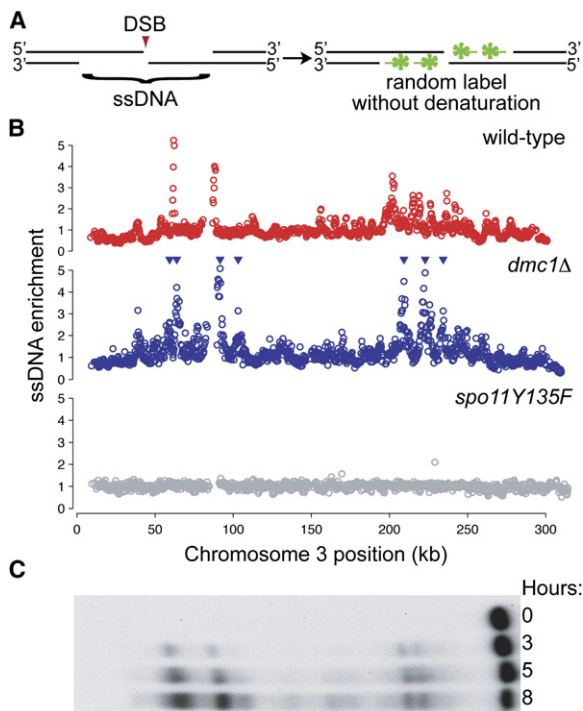 A
DSB
5' 3'
3' 5'
ssDNA
5' 3'
3' 5'
random label
without denaturation
B
wild-type
5
4
3
2
1
0
dmc1Δ
5
4
3
2
1
0
spo11Y135F
5
4
3
2
1
0
ssDNA enrichment
0 50 100 150 200 250 300
Chromosome 3 position (kb)
C
Hours:
0
3
5
8